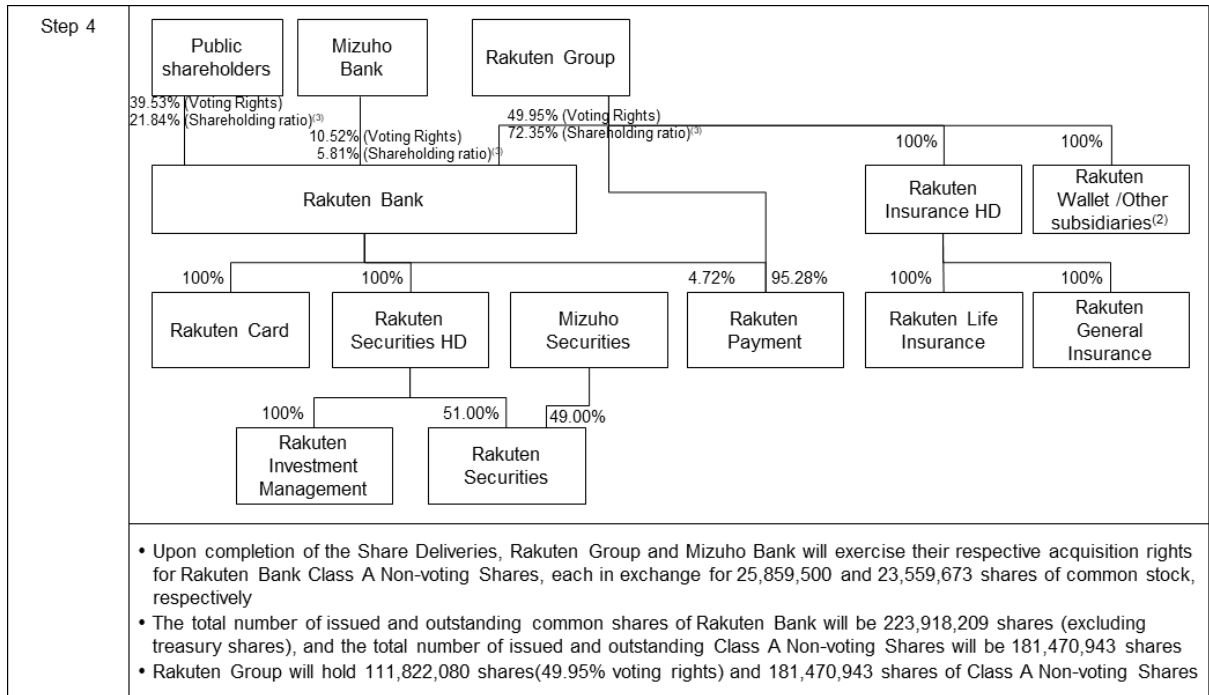 Step 4
Public
shareholders
Mizuho
Bank
Rakuten Group
39.53% (Voting Rights)
21.84% (Shareholding ratio)(3)
10.52% (Voting Rights)
5.81% (Shareholding ratio)(3)
49.95% (Voting Rights)
72.35% (Shareholding ratio)(3)
100%
100%
Rakuten Bank
Rakuten
Insurance HD
Rakuten
Wallet /Other
subsidiaries(2)
100%
100%
4.72%
95.28%
100%
100%
Rakuten Card
Rakuten
Securities HD
Mizuho
Securities
Rakuten
Payment
Rakuten Life
Insurance
Rakuten
General
Insurance
100%
51.00%
49.00%
Rakuten
Investment
Management
Rakuten
Securities
• Upon completion of the Share Deliveries, Rakuten Group and Mizuho Bank will exercise their respective acquisition rights
for Rakuten Bank Class A Non-voting Shares, each in exchange for 25,859,500 and 23,559,673 shares of common stock,
respectively
• The total number of issued and outstanding common shares of Rakuten Bank will be 223,918,209 shares (excluding
treasury shares), and the total number of issued and outstanding Class A Non-voting Shares will be 181,470,943 shares
• Rakuten Group will hold 111,822,080 shares(49.95% voting rights) and 181,470,943 shares of Class A Non-voting Shares